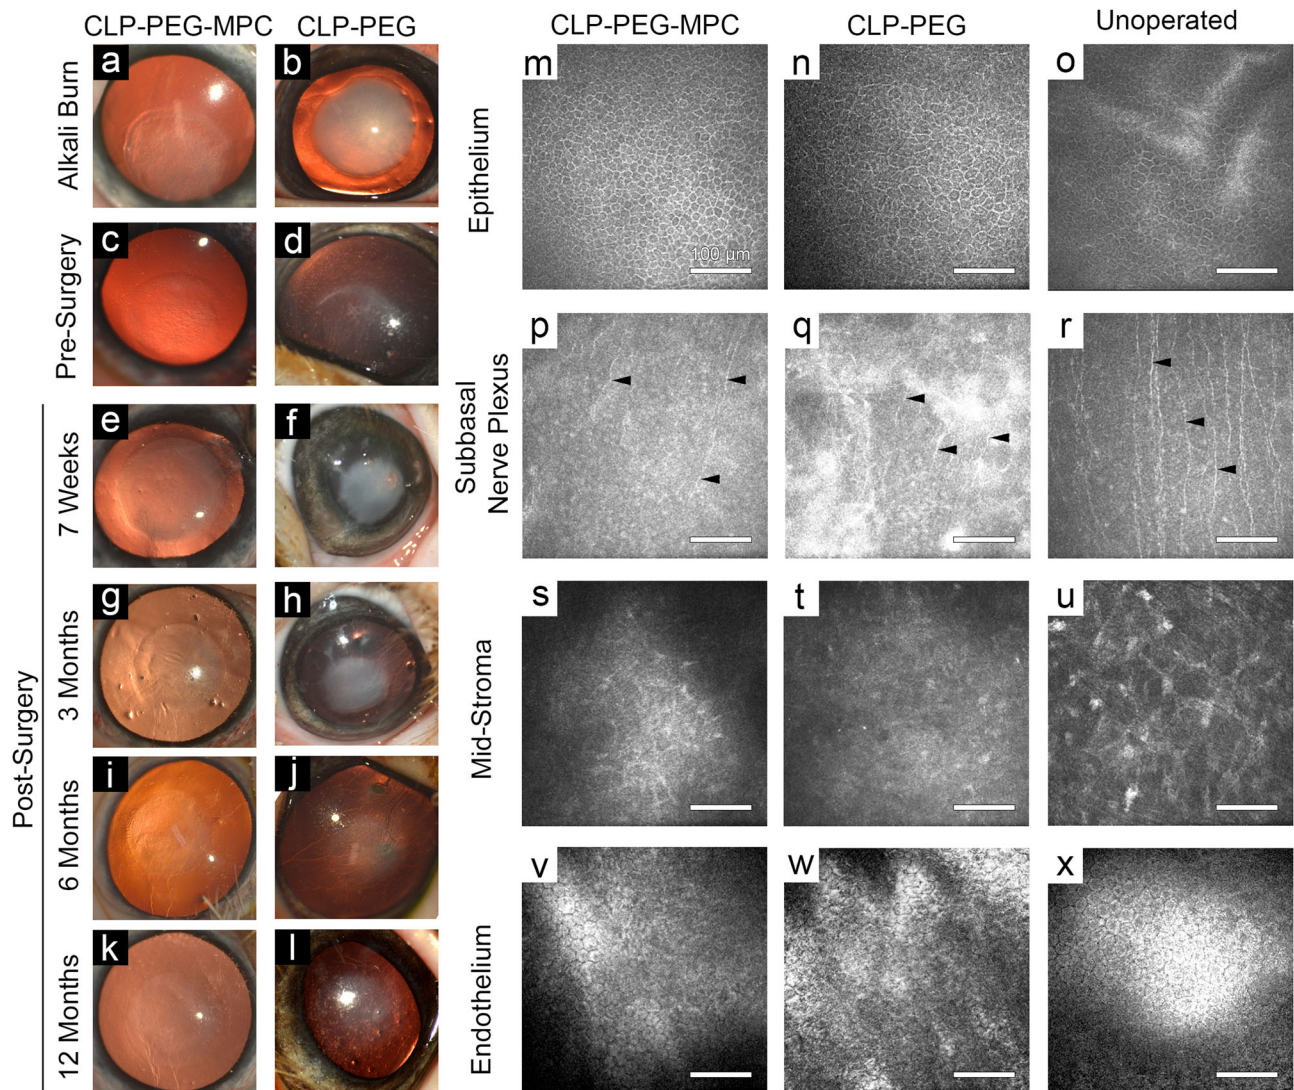 CLP-PEG-MPC CLP-PEG
Alkali Burn
a
b
Pre-Surgery
c
d
Post-Surgery
7 Weeks
e
f
3 Months
g
h
6 Months
i
j
12 Months
k
l
CLP-PEG-MPC CLP-PEG Unoperated
Epithelium
m
100 µm
n
o
Subbasal
Nerve Plexus
p
q
r
Mid-Stroma
s
t
u
Endothelium
v
w
x